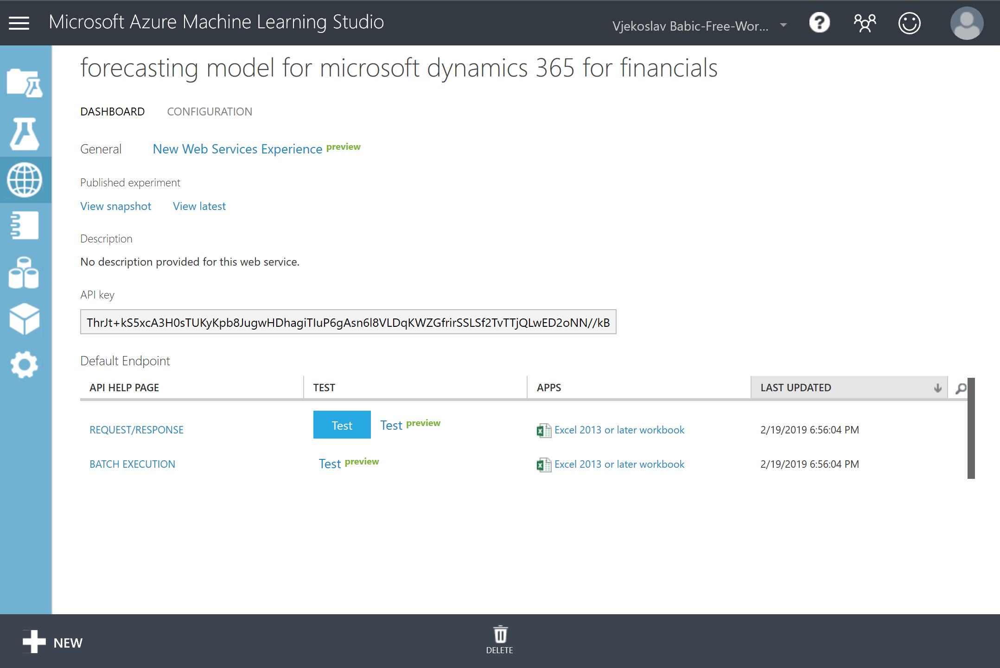 Microsoft Azure Machine Learning Studio
Vjekoslav Babic-Free-Wor...
forecasting model for microsoft dynamics 365 for financials
DASHBOARD CONFIGURATION
General New Web Services Experience preview
Published experiment
View snapshot View latest
Description
No description provided for this web service.
API key
ThrJt+kS5xcA3H0sTUKyKpb8JugwHDhagiTIuP6gAsn6l8VLDqKWZGfrirSSLSf2TvTTjQLwED2oNN//kB
Default Endpoint
API HELP PAGE TEST APPS LAST UPDATED
REQUEST/RESPONSE Test Test preview Excel 2013 or later workbook 2/19/2019 6:56:04 PM
BATCH EXECUTION Test preview Excel 2013 or later workbook 2/19/2019 6:56:04 PM
NEW
DELETE